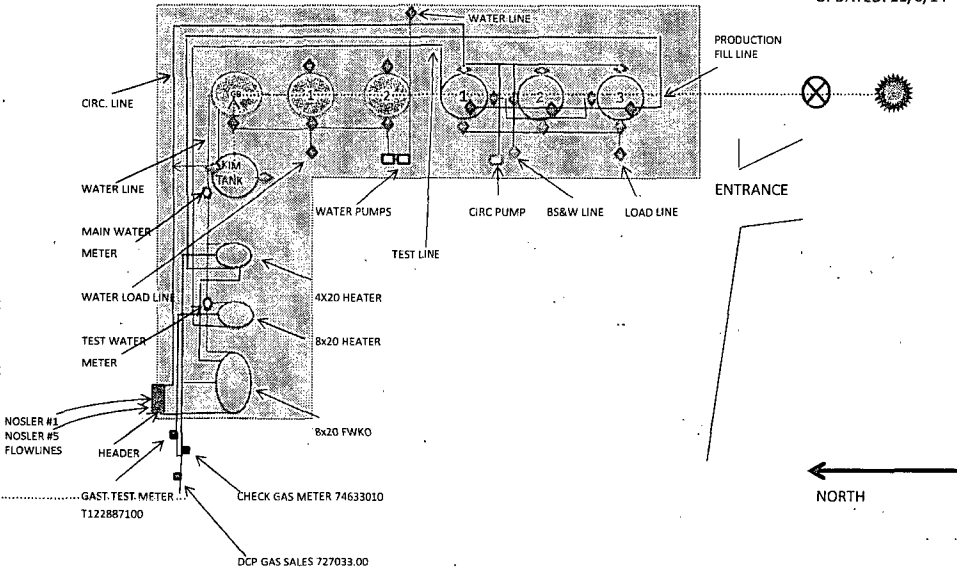 WATER LINE
PRODUCTION
FILL LINE
CIRC. LINE
1
2
1
2
3
SKIM
TANK
ENTRANCE
WATER LINE
WATER PUMPS
CIRC PUMP
BS&W LINE
LOAD LINE
MAIN WATER
METER
TEST LINE
WATER LOAD LINE
4X20 HEATER
TEST WATER
METER
8x20 HEATER
NOSLER #1
NOSLER #5
FLOWLINES
HEADER
8x20 FWKO
NORTH
GAST TEST METER
T122887100
CHECK GAS METER 74633010
DCP GAS SALES 727033.00